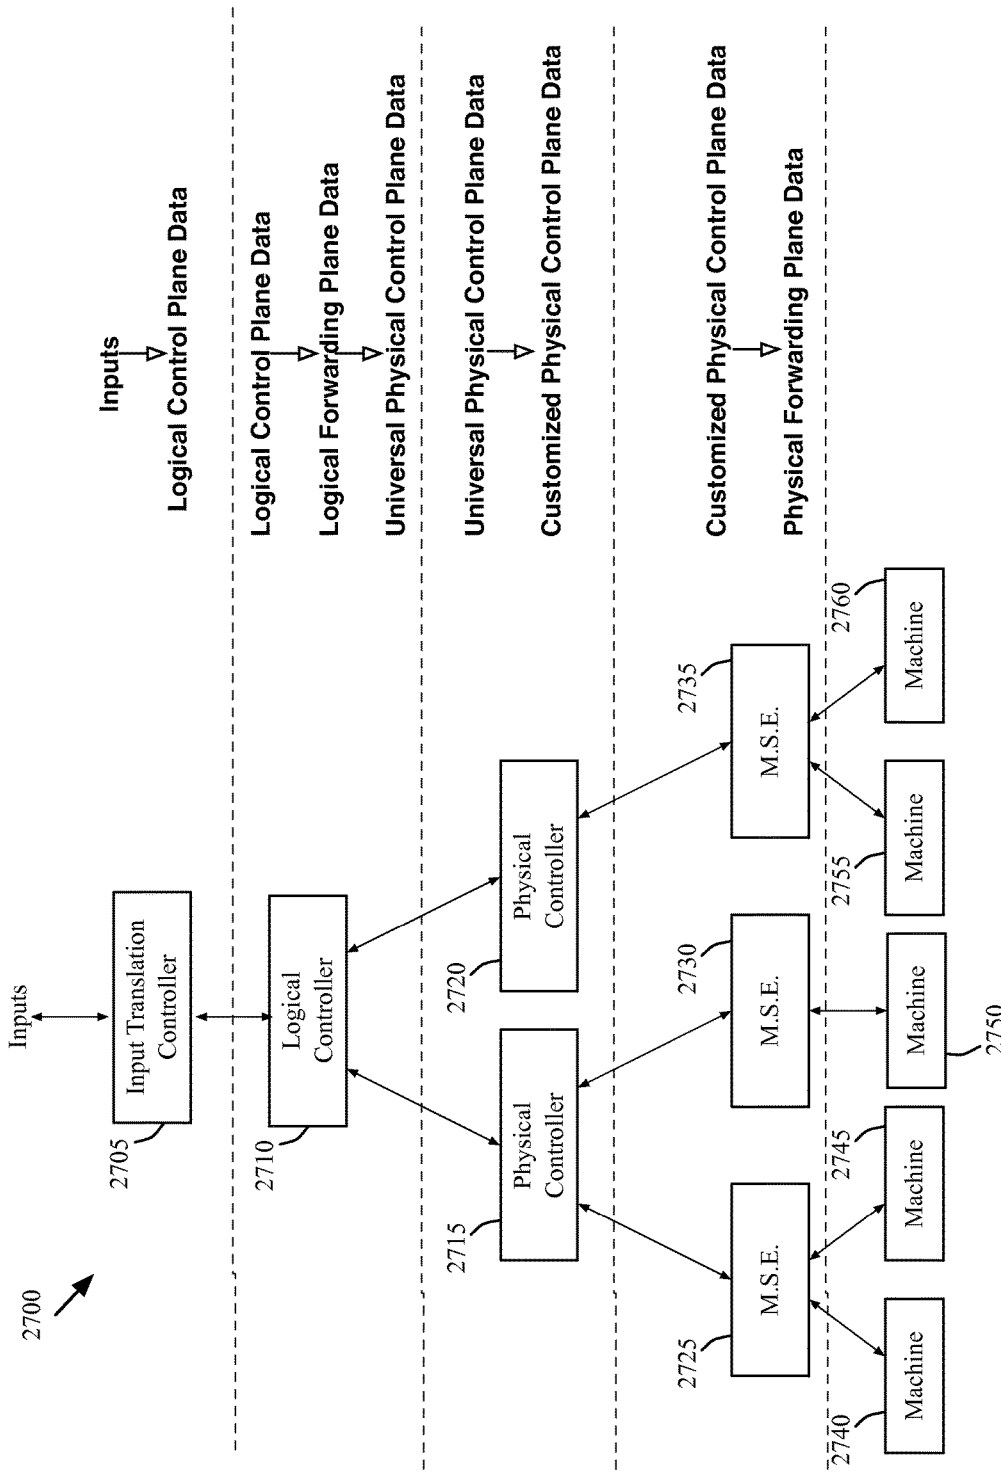 2700
Inputs
Input Translation
Controller
2705
Inputs
Logical Control Plane Data
Logical
Controller
2710
Logical Control Plane Data
Logical Forwarding Plane Data
Universal Physical Control Plane Data
Physical
Controller
2715
Physical
Controller
2720
Universal Physical Control Plane Data
Customized Physical Control Plane Data
M.S.E.
2725
M.S.E.
2730
M.S.E.
2735
Customized Physical Control Plane Data
Physical Forwarding Plane Data
Machine
2740
Machine
2745
Machine
2750
Machine
2755
Machine
2760